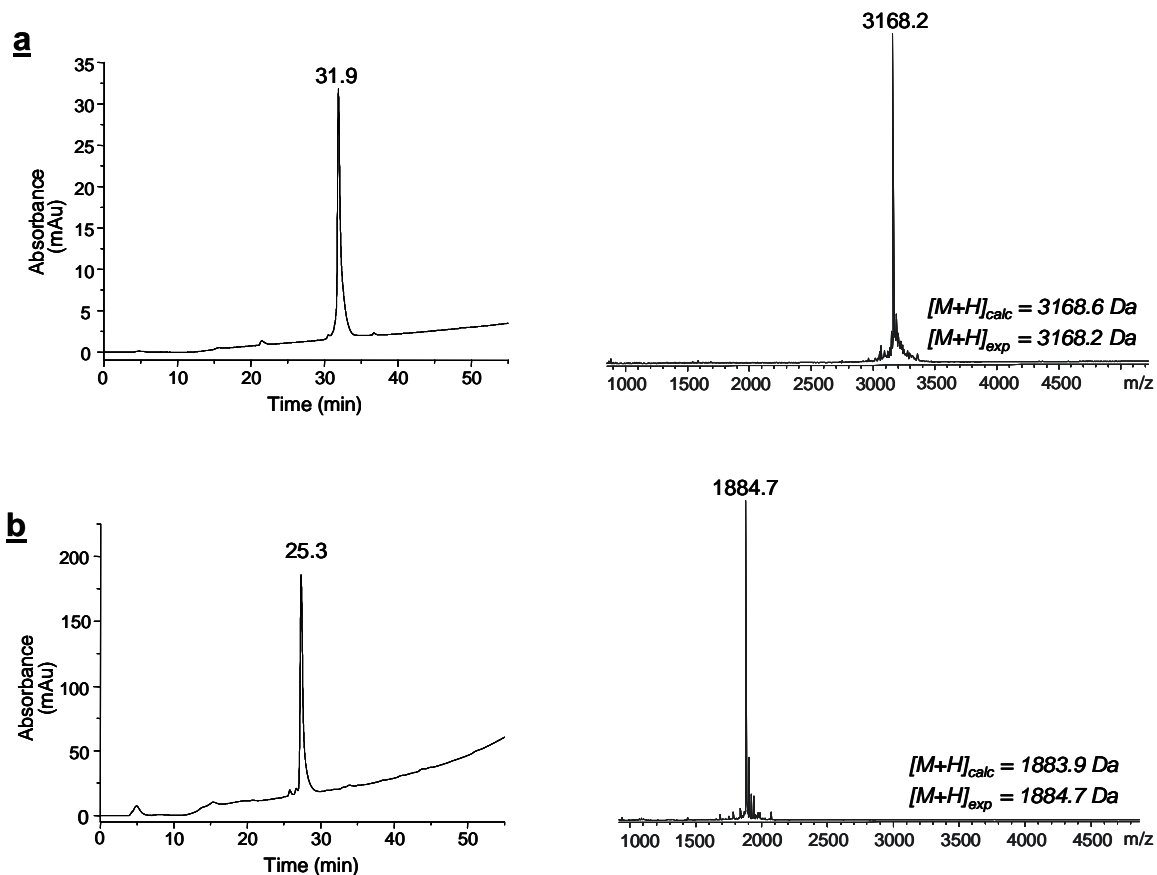 a
35
30
25
20
15
10
5
0
Absorbance
(mAu)
31.9
0 10 20 30 40 50
Time (min)
3168.2
[M+H]calc = 3168.6 Da
[M+H]exp = 3168.2 Da
1000 1500 2000 2500 3000 3500 4000 4500 m/z
b
200
150
100
50
0
Absorbance
(mAu)
25.3
0 10 20 30 40 50
Time (min)
1884.7
[M+H]calc = 1883.9 Da
[M+H]exp = 1884.7 Da
1000 1500 2000 2500 3000 3500 4000 4500 m/z